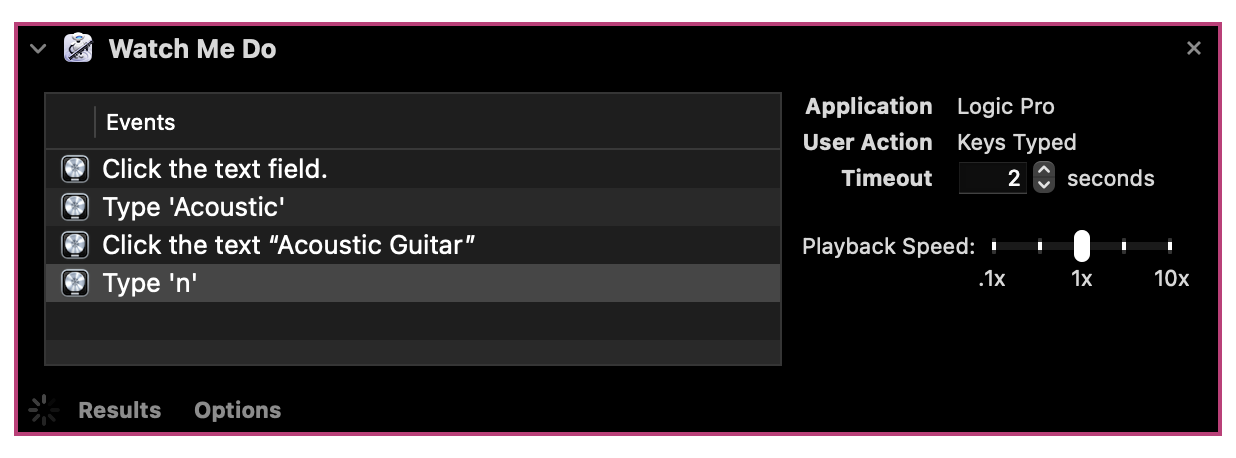 Watch Me Do
Events
Click the text field.
Type 'Acoustic'
Click the text “Acoustic Guitar”
Type 'n'
Application Logic Pro
User Action Keys Typed
Timeout 2 seconds
Playback Speed:
.1x 1x 10x
Results Options